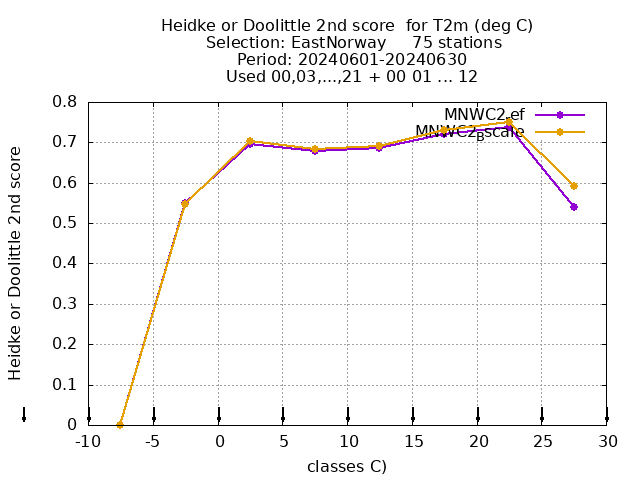 Heidke or Doolittle 2nd score  for T2m (deg C)
Selection: EastNorway     75 stations
Period: 20240601-20240630
Used 00,03,...,21 + 00 01 ... 12
Heidke or Doolittle 2nd score
0.8
0.7
0.6
0.5
0.4
0.3
0.2
0.1
0
MNWC2.ef
MNWC2Bscale
-10
-5
0
5
10
15
20
25
30
classes C)